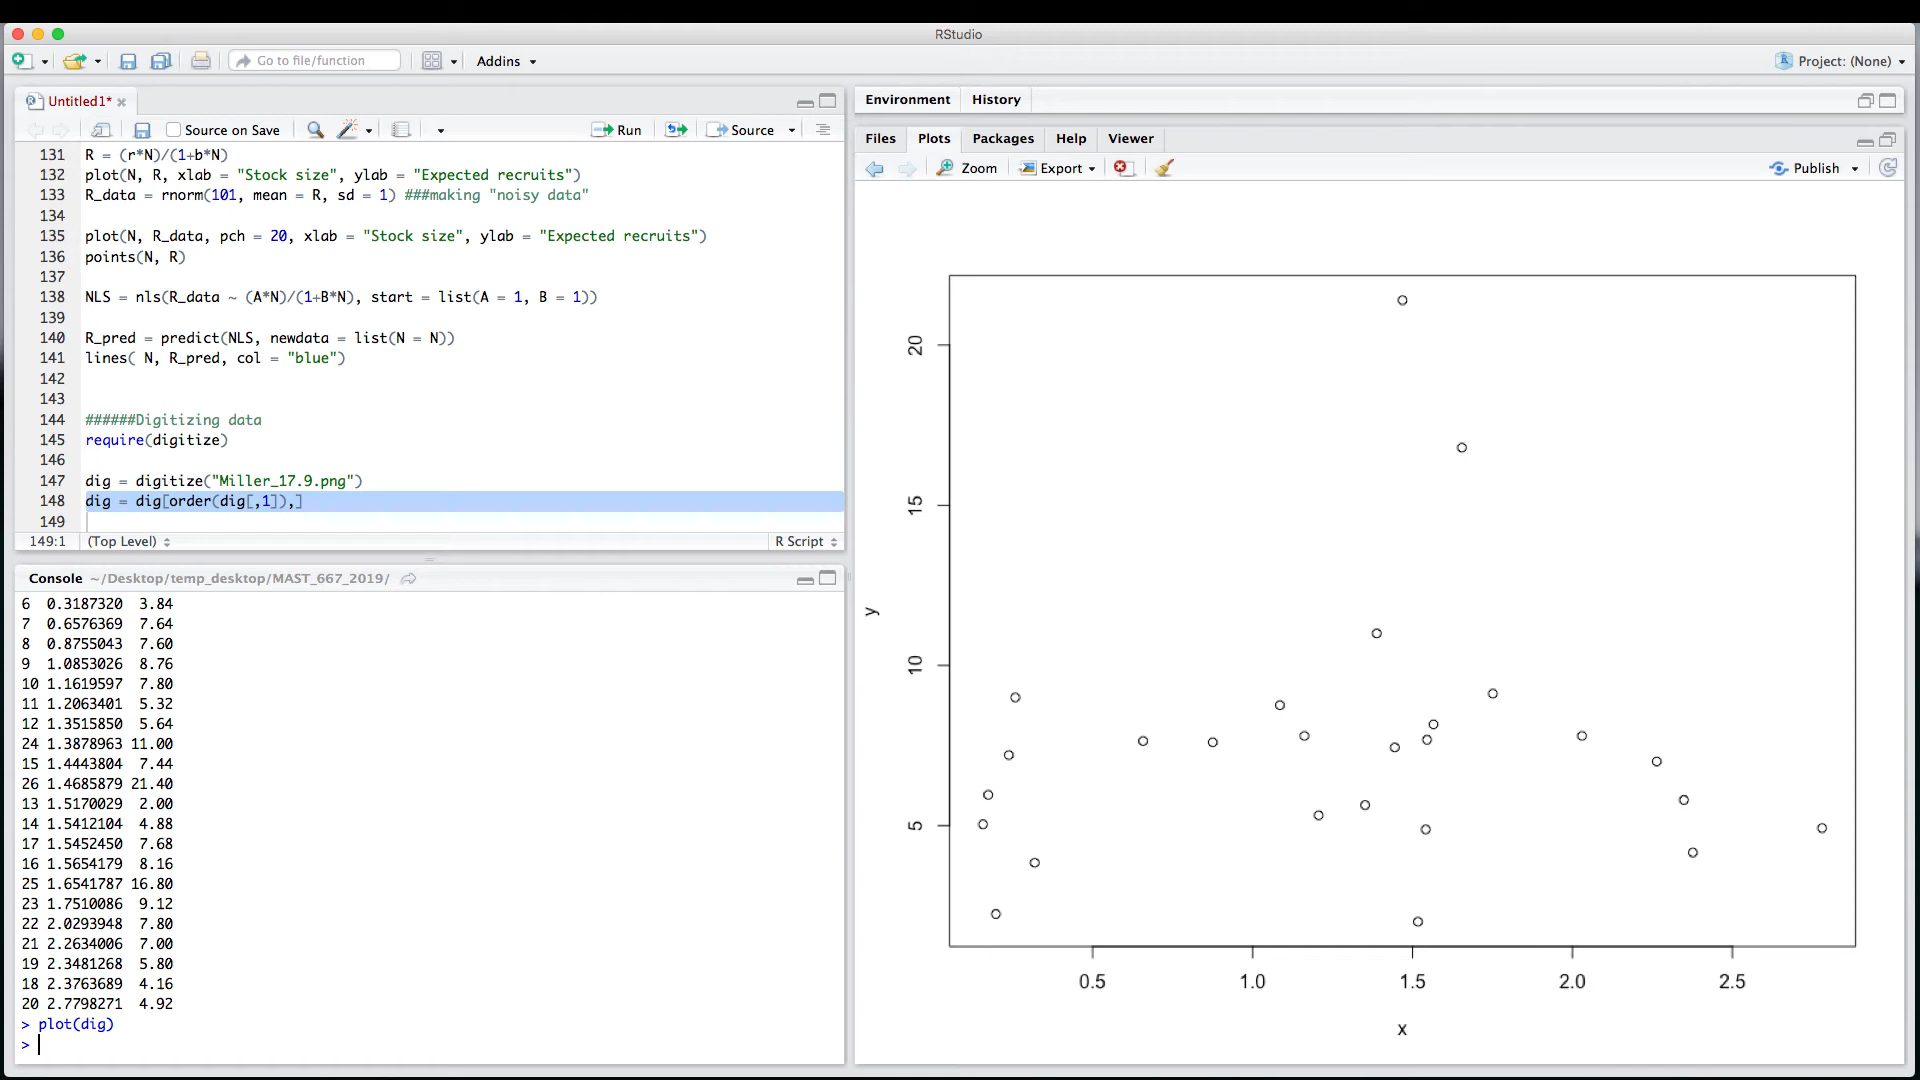 RStudio
Go to file/function
Addins
Project: (None)
Untitled1*
Source on Save
Run
Source
131 R = (r*N)/(1+b*N)
132 plot(N, R, xlab = "Stock size", ylab = "Expected recruits")
133 R_data = rnorm(101, mean = R, sd = 1) ###making "noisy data"
134
135 plot(N, R_data, pch = 20, xlab = "Stock size", ylab = "Expected recruits")
136 points(N, R)
137
138 NLS = nls(R_data ~ (A*N)/(1+B*N), start = list(A = 1, B = 1))
139
140 R_pred = predict(NLS, newdata = list(N = N))
141 lines( N, R_pred, col = "blue")
142
143
144 ######Digitizing data
145 require(digitize)
146
147 dig = digitize("Miller_17.9.png")
148 dig = dig[order(dig[,1]),]
149
149:1 (Top Level) R Script
Console ~/Desktop/temp_desktop/MAST_667_2019/
6 0.3187320 3.84
7 0.6576369 7.64
8 0.8755043 7.60
9 1.0853026 8.76
10 1.1619597 7.80
11 1.2063401 5.32
12 1.3515850 5.64
24 1.3878963 11.00
15 1.4443804 7.44
26 1.4685879 21.40
13 1.5170029 2.00
14 1.5412104 4.88
17 1.5452450 7.68
16 1.5654179 8.16
25 1.6541787 16.80
23 1.7510086 9.12
22 2.0293948 7.80
21 2.2634006 7.00
19 2.3481268 5.80
18 2.3763689 4.16
20 2.7798271 4.92
> plot(dig)
>
Environment History
Files Plots Packages Help Viewer
Zoom Export Publish
20
15
10
5
y
0.5 1.0 1.5 2.0 2.5
x